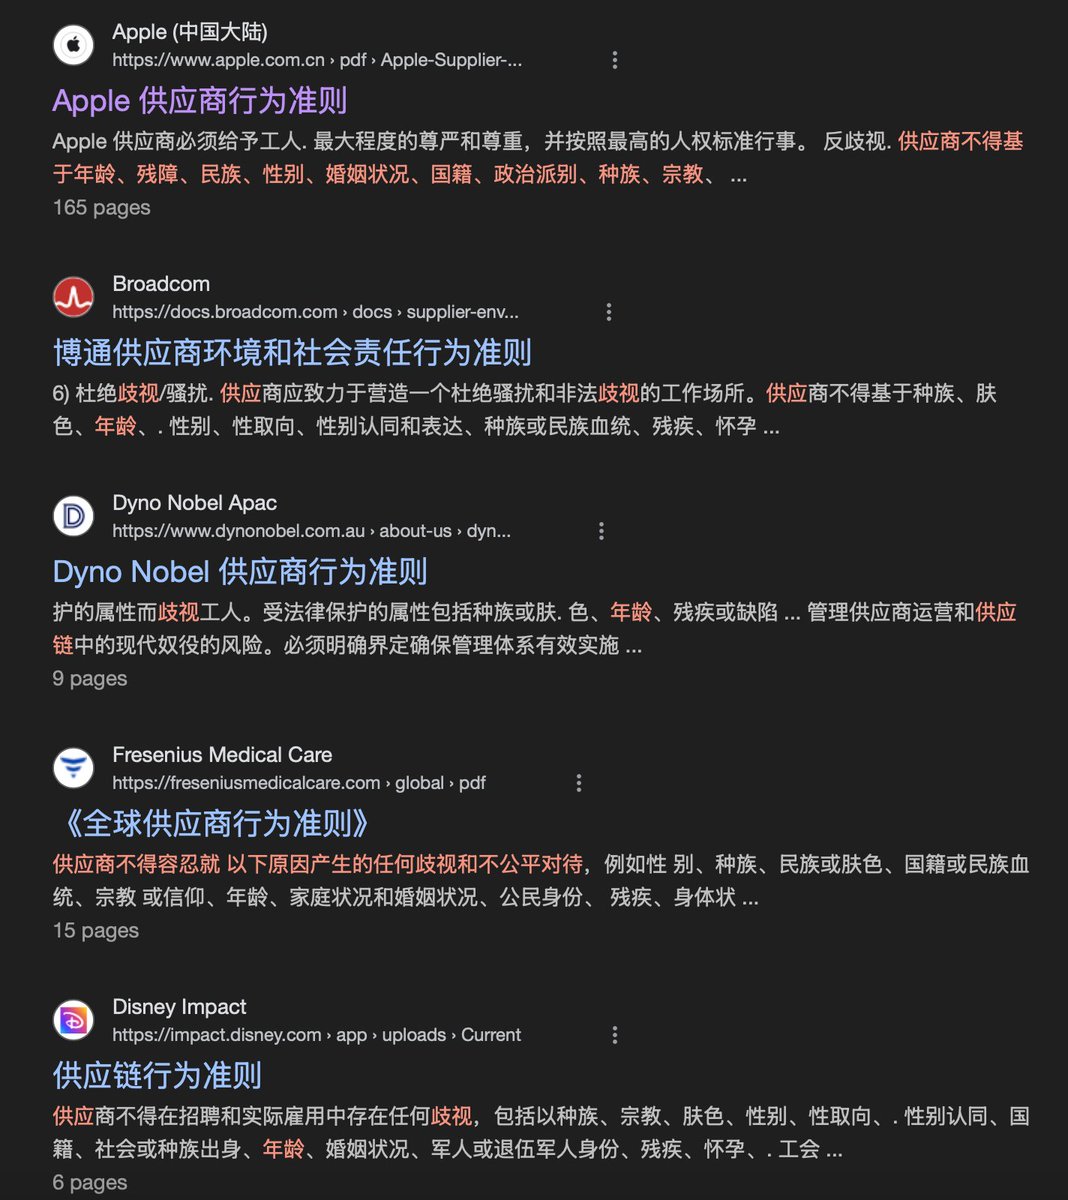 Apple (中国大陆)
https://www.apple.com.cn › pdf › Apple-Supplier-...
Apple 供应商行为准则
Apple 供应商必须给予工人. 最大程度的尊严和尊重，并按照最高的人权标准行事。 反歧视. 供应商不得基
于年龄、残障、民族、性别、婚姻状况、国籍、政治派别、种族、宗教、 ...
165 pages
Broadcom
https://docs.broadcom.com › docs › supplier-env...
博通供应商环境和社会责任行为准则
6) 杜绝歧视/骚扰. 供应商应致力于营造一个杜绝骚扰和非法歧视的工作场所。供应商不得基于种族、肤
色、年龄、. 性别、性取向、性别认同和表达、种族或民族血统、残疾、怀孕 ...
Dyno Nobel Apac
https://www.dynonobel.com.au › about-us › dyn...
Dyno Nobel 供应商行为准则
护的属性而歧视工人。受法律保护的属性包括种族或肤. 色、年龄、残疾或缺陷 ... 管理供应商运营和供应
链中的现代奴役的风险。必须明确界定确保管理体系有效实施 ...
9 pages
Fresenius Medical Care
https://freseniusmedicalcare.com › global › pdf
《全球供应商行为准则》
供应商不得容忍就 以下原因产生的任何歧视和不公平对待，例如性 别、种族、民族或肤色、国籍或民族血
统、宗教 或信仰、年龄、家庭状况和婚姻状况、公民身份、 残疾、身体状 ...
15 pages
Disney Impact
https://impact.disney.com › app › uploads › Current
供应链行为准则
供应商不得在招聘和实际雇用中存在任何歧视，包括以种族、宗教、肤色、性别、性取向、. 性别认同、国
籍、社会或种族出身、年龄、婚姻状况、军人或退伍军人身份、残疾、怀孕、. 工会 ...
6 pages